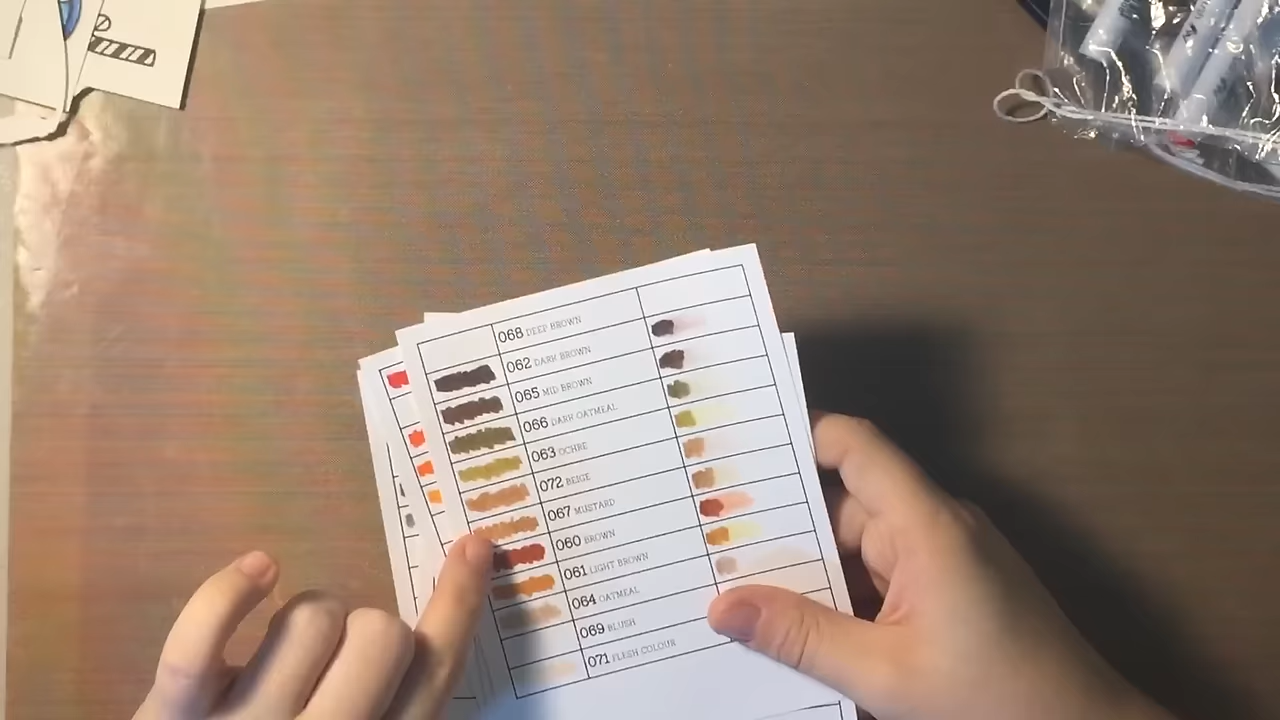 068 DEEP BROWN
062 DARK BROWN
065 MID BROWN
066 DARK OATMEAL
063 OCHRE
072 BEIGE
067 MUSTARD
060 BROWN
061 LIGHT BROWN
064 OATMEAL
069 BLUSH
071 FLESH COLOUR